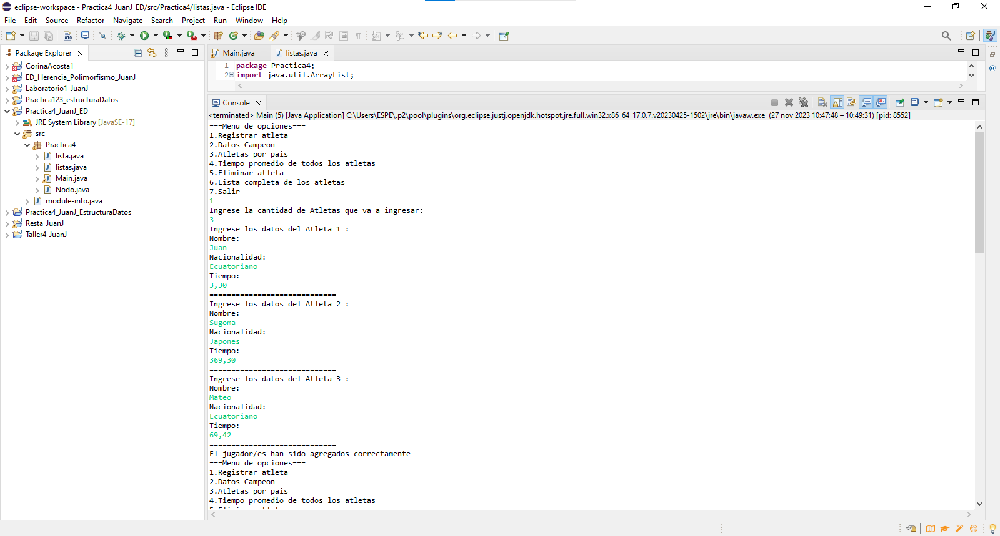 eclipse-workspace - Practica4_JuanJ_ED/src/Practica4/listas.java - Eclipse IDE
File Edit Source Refactor Navigate Search Project Run Window Help
Package Explorer
CorinaAcosta1
ED_Herencia_Polimorfismo_JuanJ
Laboratorio1_JuanJ
Practica123_estructuraDatos
Practica4_JuanJ_ED
JRE System Library [JavaSE-17]
src
Practica4
lista.java
listas.java
Main.java
Nodo.java
module-info.java
Practica4_JuanJ_EstructuraDatos
Resta_JuanJ
Taller4_JuanJ
Main.java listas.java
1 package Practica4;
2 import java.util.ArrayList;
Console
<terminated> Main (5) [Java Application] C:\Users\ESPE\.p2\pool\plugins\org.eclipse.justj.openjdk.hotspot.jre.full.win32.x86_64_17.0.7.v20230425-1502\jre\bin\javaw.exe (27 nov 2023 10:47:48 – 10:49:31) [pid: 8552]
===Menu de opciones===
1.Registrar atleta
2.Datos Campeon
3.Atletas por pais
4.Tiempo promedio de todos los atletas
5.Eliminar atleta
6.Lista completa de los atletas
7.Salir
1
Ingrese la cantidad de Atletas que va a ingresar:
3
Ingrese los datos del Atleta 1 :
Nombre:
Juan
Nacionalidad:
Ecuatoriano
Tiempo:
3,30
=============================
Ingrese los datos del Atleta 2 :
Nombre:
Sugoma
Nacionalidad:
Japones
Tiempo:
369,30
=============================
Ingrese los datos del Atleta 3 :
Nombre:
Mateo
Nacionalidad:
Ecuatoriano
Tiempo:
69,42
=============================
El jugador/es han sido agregados correctamente
===Menu de opciones===
1.Registrar atleta
2.Datos Campeon
3.Atletas por pais
4.Tiempo promedio de todos los atletas
5.Eliminar atleta